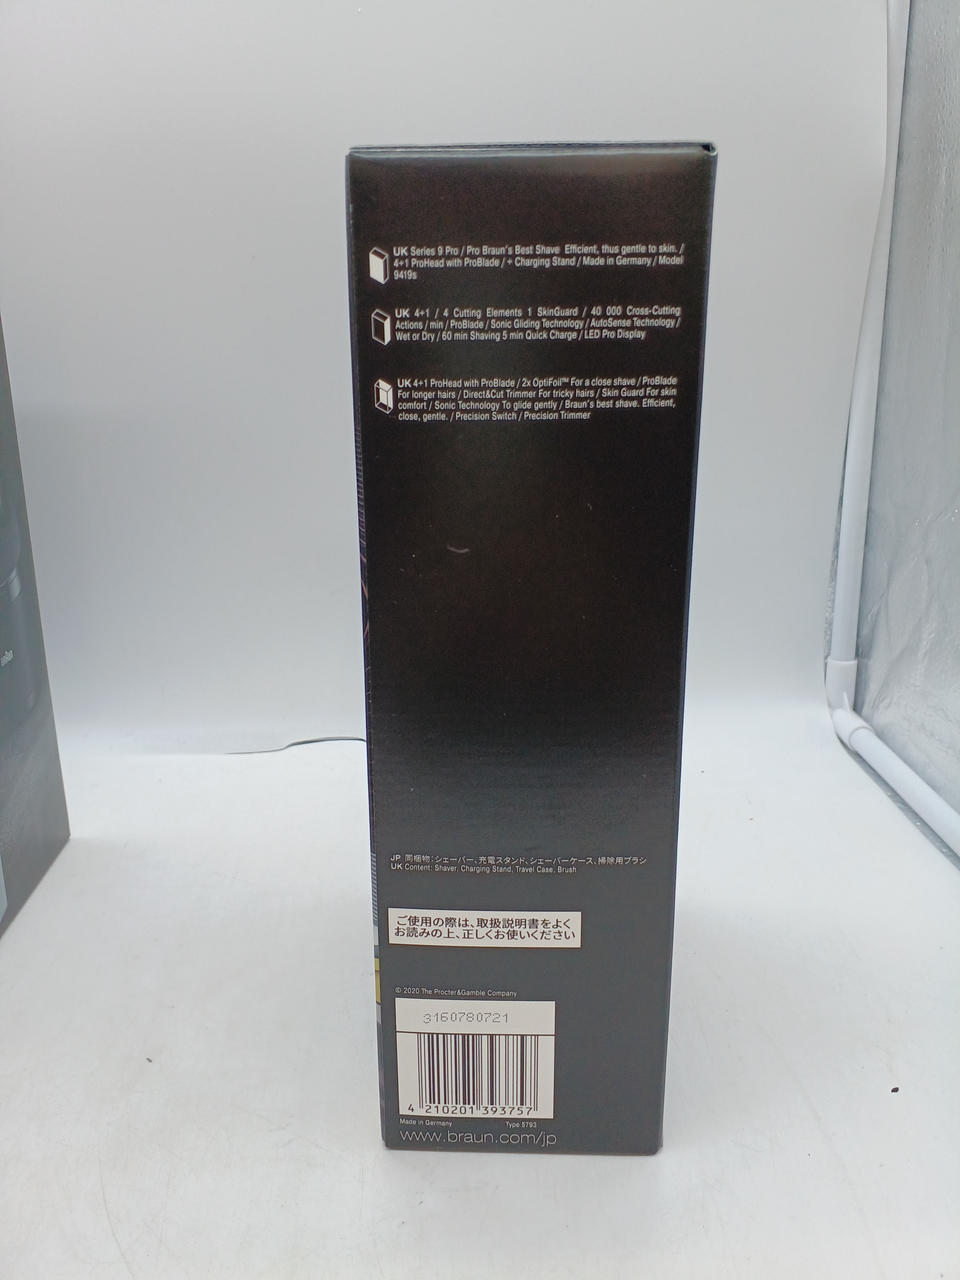 UK Series 9 Pro / Pro Braun's Best Shave Efficient, thus gentle to skin. /
4+1 ProHead with ProBlade / + Charging Stand / Made in Germany / Model
9419s
UK 4+1 / 4 Cutting Elements 1 SkinGuard / 40 000 Cross-Cutting
Actions / min / ProBlade / Sonic Gliding Technology / AutoSense Technology /
Wet or Dry / 60 min Shaving 5 min Quick Charge / LED Pro Display
UK 4+1 ProHead with ProBlade / 2x OptiFoil™ For a close shave / ProBlade
For longer hairs / Direct&Cut Trimmer For tricky hairs / Skin Guard For skin
comfort / Sonic Technology To glide gently / Braun's best shave. Efficient,
close, gentle. / Precision Switch / Precision Trimmer
JP 同梱物：シェーバー、充電スタンド、シェーバーケース、掃除用ブラシ
UK Content: Shaver, Charging Stand, Travel Case, Brush
ご使用の際は、取扱説明書をよく
お読みの上、正しくお使いください
© 2020 The Procter&Gamble Company
3160780721
4 210201 393757
Made in Germany Type 5793
www.braun.com/jp
BRAUN